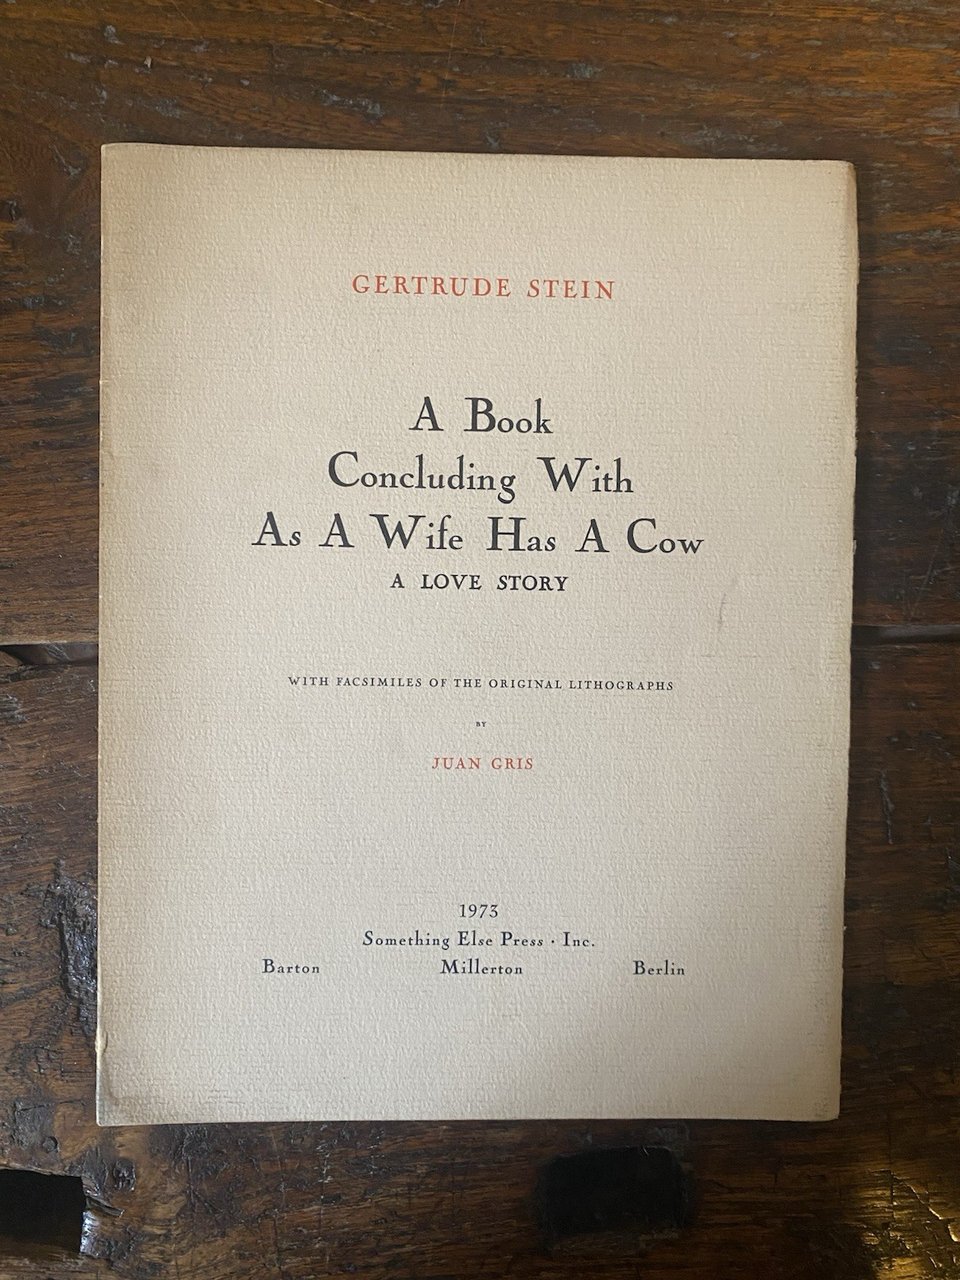 GERTRUDE STEIN
A Book
Concluding With
As A Wife Has A Cow
A LOVE STORY
WITH FACSIMILES OF THE ORIGINAL LITHOGRAPHS
BY
JUAN GRIS
1973
Something Else Press · Inc.
Barton Millerton Berlin